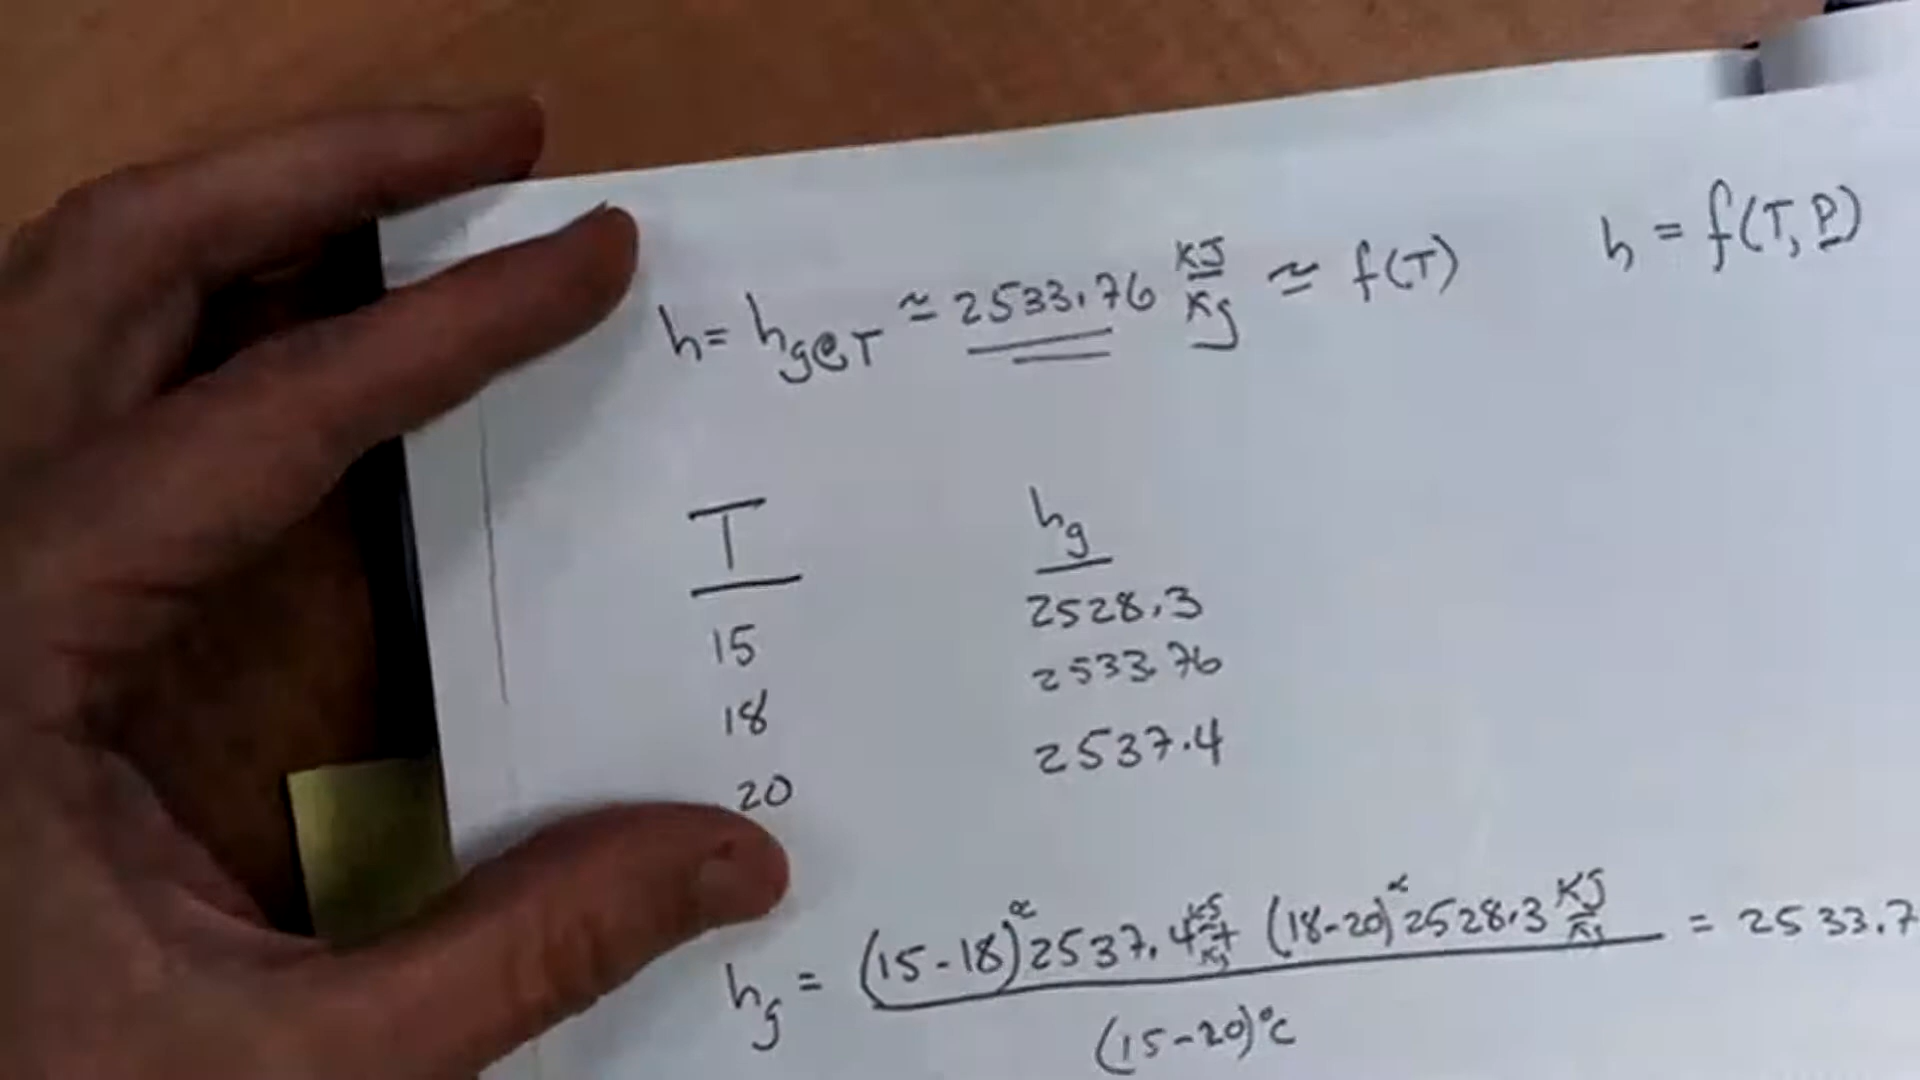 h = f(T, P)
h = hg@T ≈ 2533.76 KJ/Kg ≈ f(T)
T hg
15 2528.3
18 2533.76
20 2537.4
hg = (15-18)°C 2537.4 KJ/Kg + (18-20)°C 2528.3 KJ/Kg = 2533.7
(15-20)°C